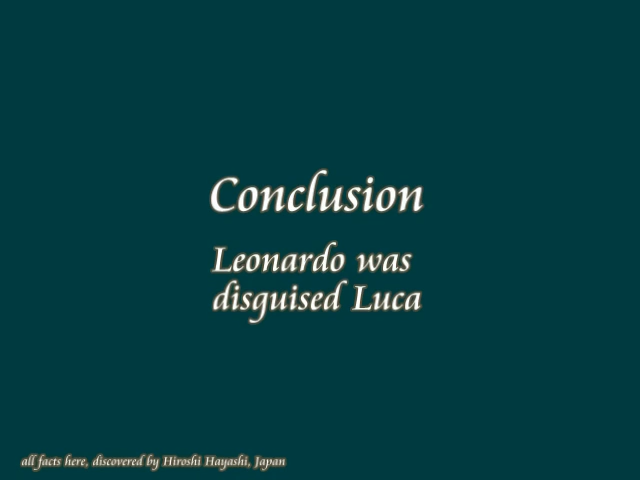 Conclusion
Leonardo was
disguised Luca
all facts here, discovered by Hiroshi Hayashi, Japan